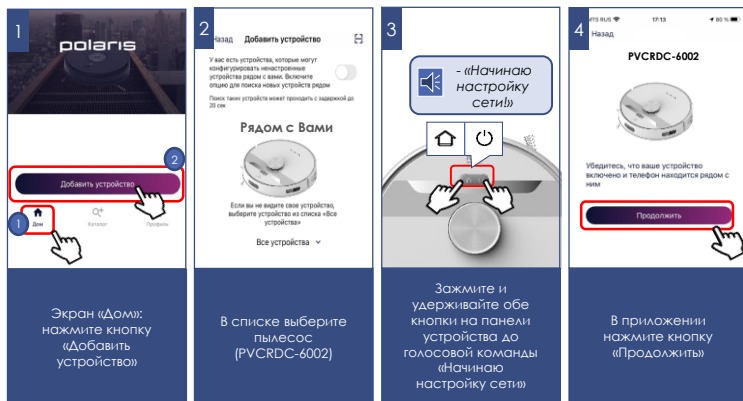 1
polaris
2
Добавить устройство
1
Дом
Каталог
Профиль
Экран «Дом»:
нажмите кнопку
«Добавить
устройство»
2
Назад Добавить устройство
У вас есть устройства, которые могут
конфигурировать ненастроенные
устройства рядом с вами. Включите
опцию для поиска новых устройств рядом
Поиск таких устройств может проходить с задержкой до
20 сек
Рядом с Вами
Если вы не видите свое устройство,
выберите устройство из списка «Все
устройства»
Все устройства
В списке выберите
пылесос
(PVCRDC-6002)
3
- «Начинаю
настройку
сети!»
Зажмите и
удерживайте обе
кнопки на панели
устройства до
голосовой команды
«Начинаю
настройку сети»
4
MTS RUS 17:13 80 %
Назад
PVCRDC-6002
Убедитесь, что ваше устройство
включено и телефон находится рядом с
ним
Продолжить
В приложении
нажмите кнопку
«Продолжить»